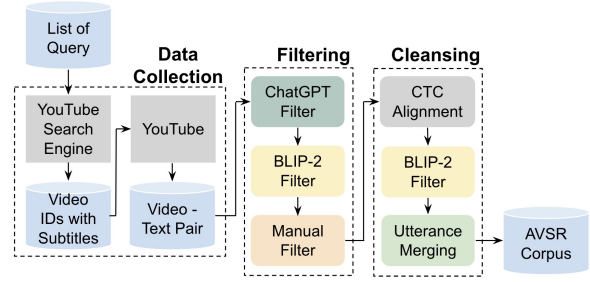 List of
Query
Data
Collection
YouTube
Search
Engine
YouTube
Video
IDs with
Subtitles
Video -
Text Pair
Filtering
ChatGPT
Filter
BLIP-2
Filter
Manual
Filter
Cleansing
CTC
Alignment
BLIP-2
Filter
Utterance
Merging
AVSR
Corpus